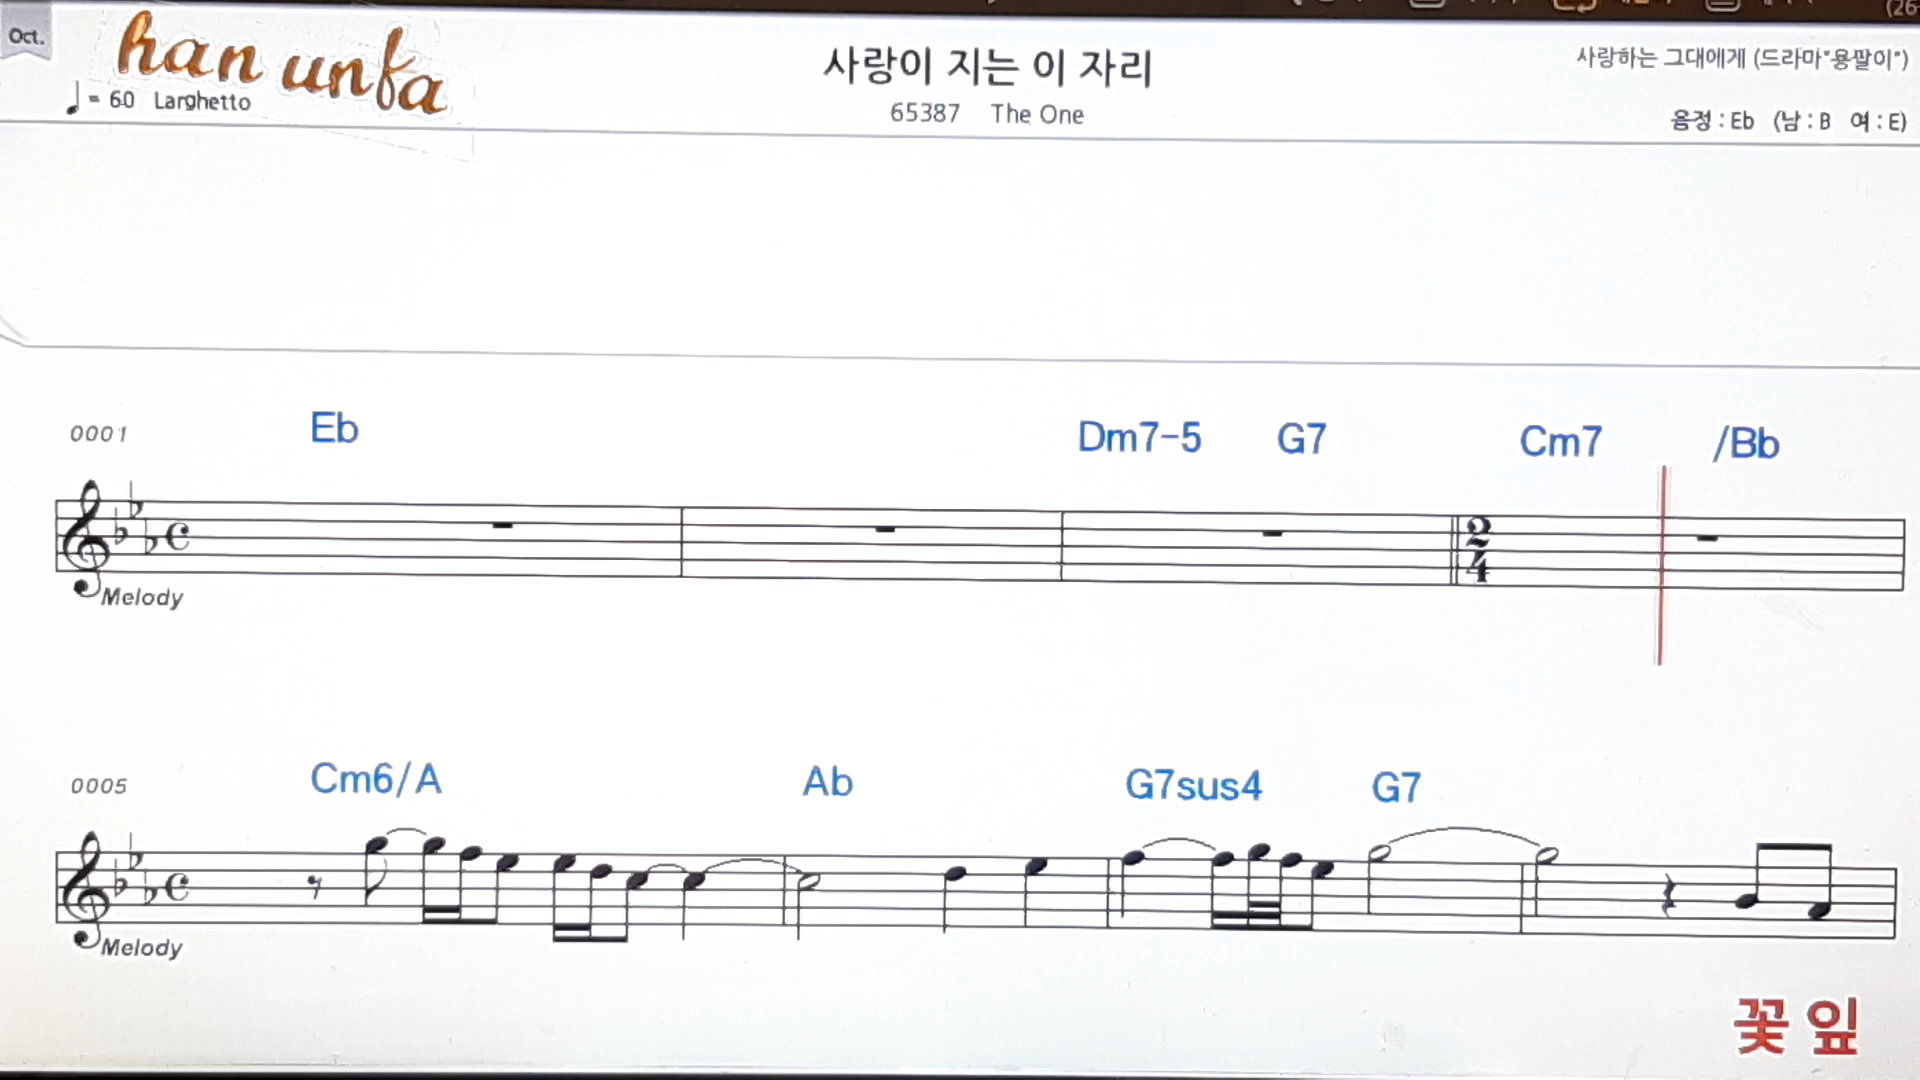 Oct.
han unfa
♩= 60 Larghetto
사랑이 지는 이 자리
65387 The One
사랑하는 그대에게 (드라마"용팔이")
음정 : Eb (남 : B 여 : E)
0001 Eb Dm7-5 G7 Cm7 /Bb
2
4
Melody
0005 Cm6/A Ab G7sus4 G7
Melody
꽃 잎